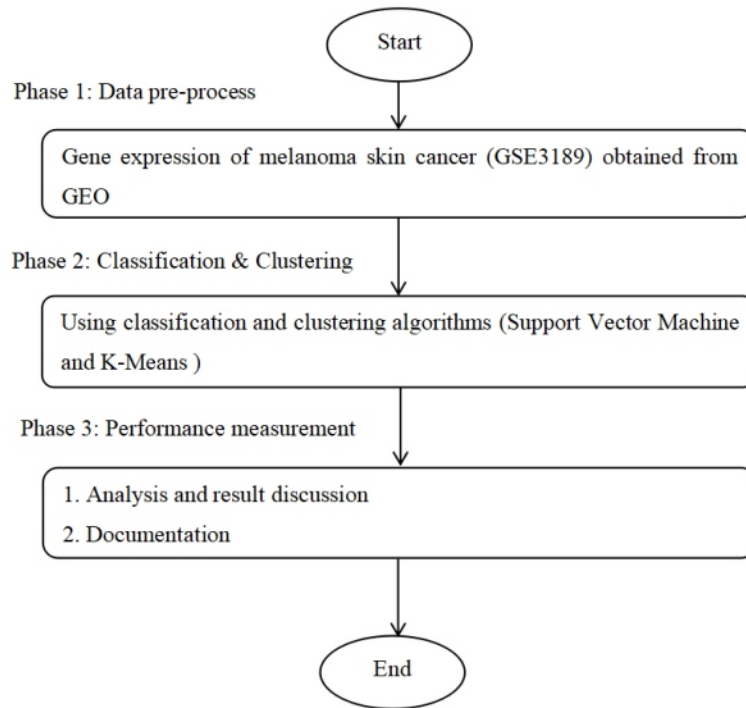 Start
Phase 1: Data pre-process
Gene expression of melanoma skin cancer (GSE3189) obtained from
GEO
Phase 2: Classification & Clustering
Using classification and clustering algorithms (Support Vector Machine
and K-Means )
Phase 3: Performance measurement
1. Analysis and result discussion
2. Documentation
End